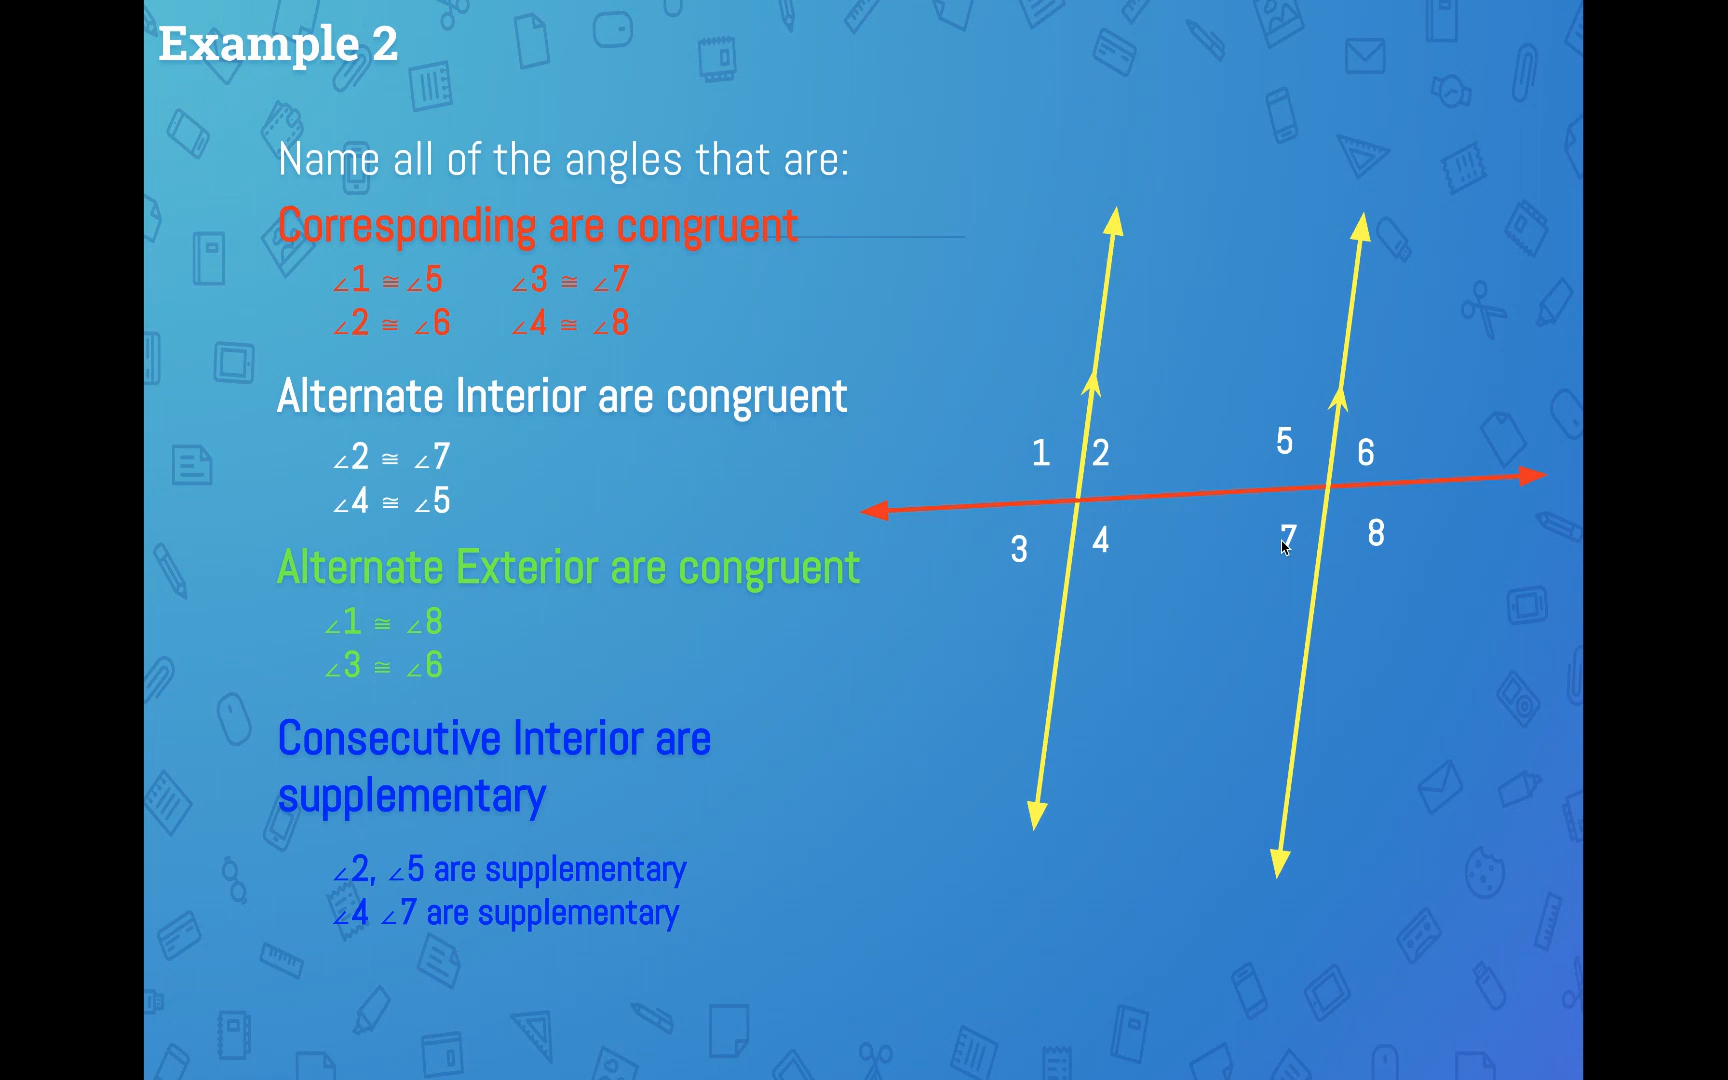 Example 2
Name all of the angles that are:
Corresponding are congruent
∠1 ≅ ∠5 ∠3 ≅ ∠7
∠2 ≅ ∠6 ∠4 ≅ ∠8
Alternate Interior are congruent
∠2 ≅ ∠7
∠4 ≅ ∠5
Alternate Exterior are congruent
∠1 ≅ ∠8
∠3 ≅ ∠6
Consecutive Interior are
supplementary
∠2, ∠5 are supplementary
∠4 ∠7 are supplementary
1 2 5 6
3 4 7 8